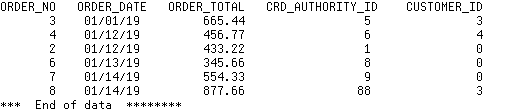 ORDER_NO ORDER_DATE ORDER_TOTAL CRD_AUTHORITY_ID CUSTOMER_ID
3 01/01/19 665.44 5 3
4 01/12/19 456.77 6 4
2 01/12/19 433.22 1 0
6 01/13/19 345.66 8 0
7 01/14/19 554.33 9 0
8 01/14/19 877.66 88 3
*** End of data ********